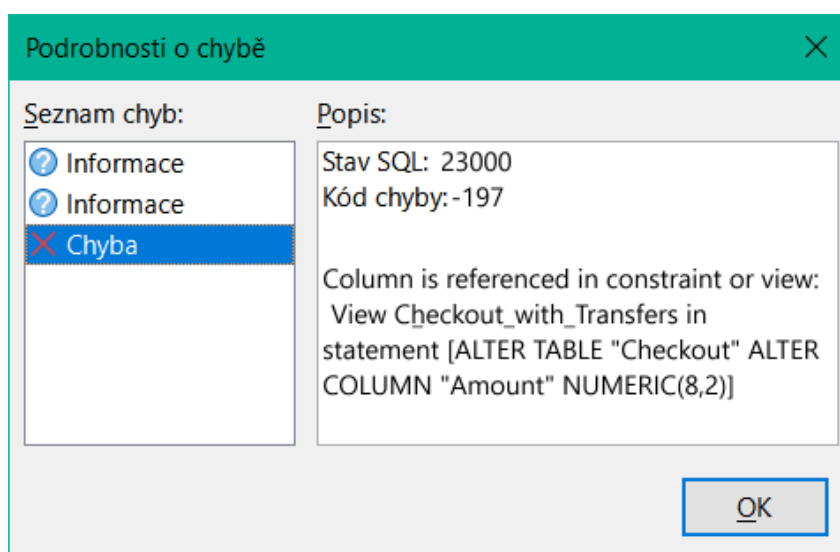 Podrobnosti o chybě
Seznam chyb:
Popis:
Informace
Informace
Chyba
Stav SQL: 23000
Kód chyby: -197
Column is referenced in constraint or view:
View Checkout_with_Transfers in
statement [ALTER TABLE "Checkout" ALTER
COLUMN "Amount" NUMERIC(8,2)]
OK